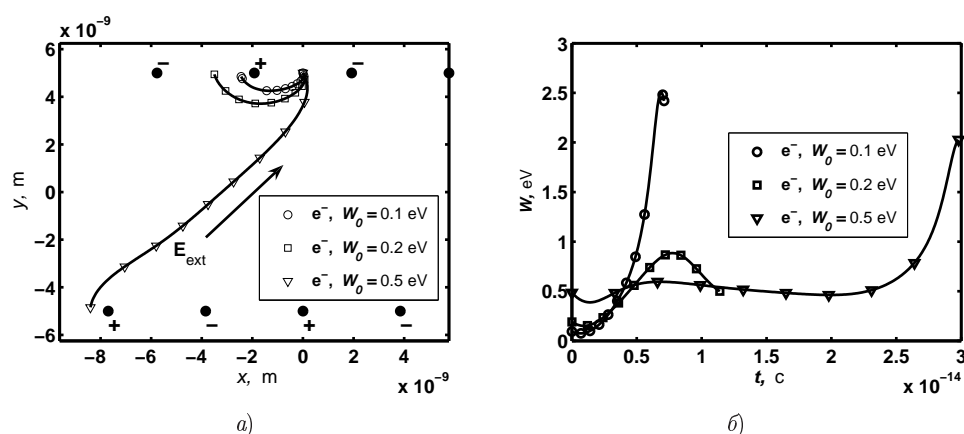 x 10⁻⁹
6
4
2
0
−2
−4
−6
y, m
− + −
E_ext
e⁻, W₀ = 0.1 eV
e⁻, W₀ = 0.2 eV
e⁻, W₀ = 0.5 eV
+ − + −
−8 −6 −4 −2 0 2 4
x, m
x 10⁻⁹
а)
3
2.5
2
1.5
1
0.5
0
W, eV
e⁻, W₀ = 0.1 eV
e⁻, W₀ = 0.2 eV
e⁻, W₀ = 0.5 eV
0 0.5 1 1.5 2 2.5 3
t, c
x 10⁻¹⁴
б)